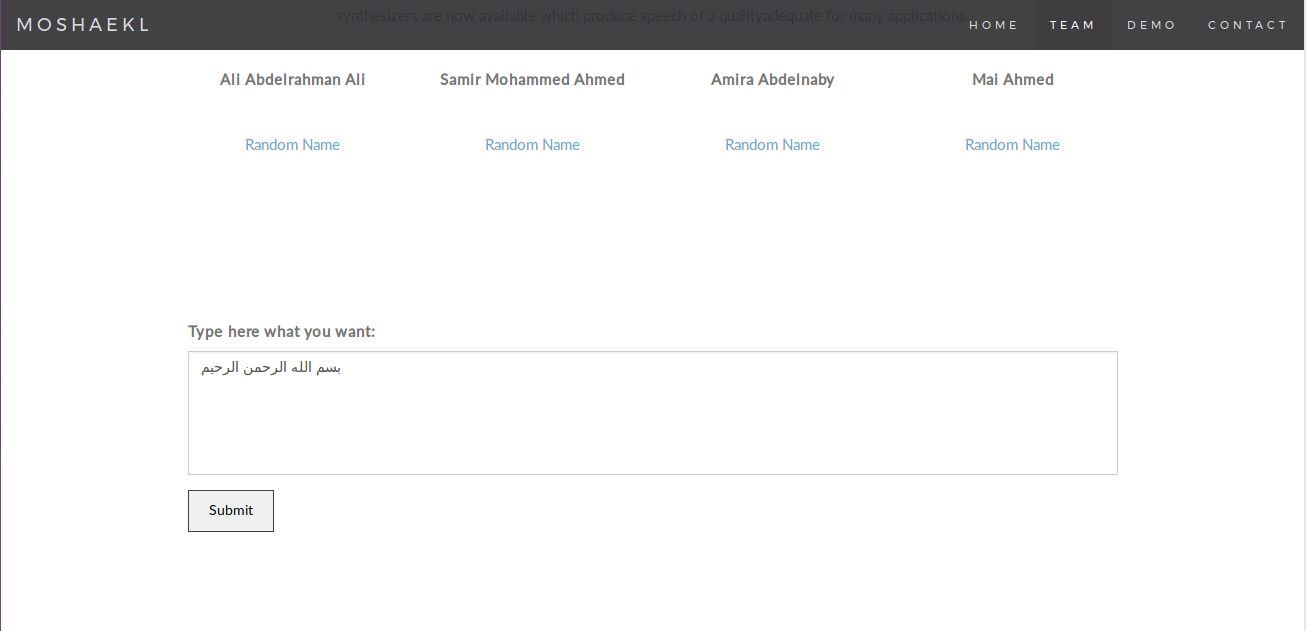 MOSHAEKL
synthesizers are now available which produce speech of a qualityadequate for many applications.
HOME TEAM DEMO CONTACT
Ali Abdelrahman Ali Samir Mohammed Ahmed Amira Abdelnaby Mai Ahmed
Random Name Random Name Random Name Random Name
Type here what you want:
بسم الله الرحمن الرحيم
Submit